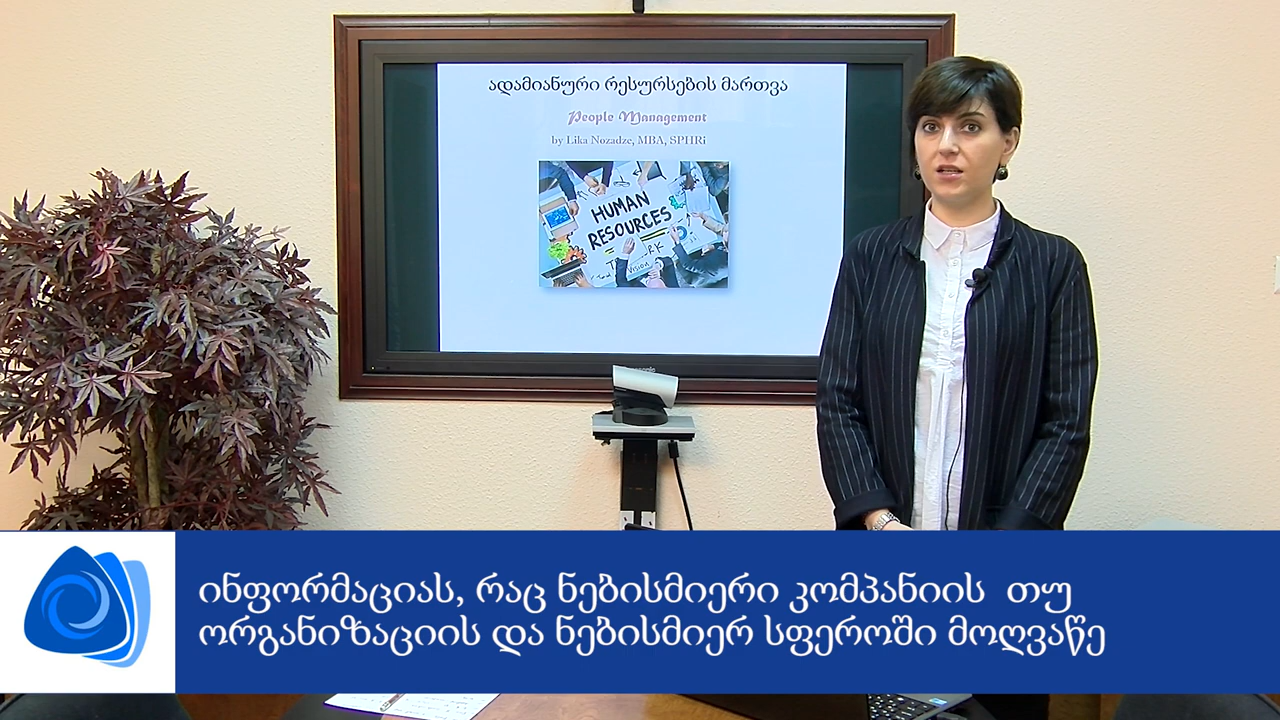 ადამიანური რესურსების მართვა
People Management
by Lika Nozadze, MBA, SPHRi
HUMAN
RESOURCES
VISION
ინფორმაციას, რაც ნებისმიერი კომპანიის თუ
ორგანიზაციის და ნებისმიერ სფეროში მოღვაწე